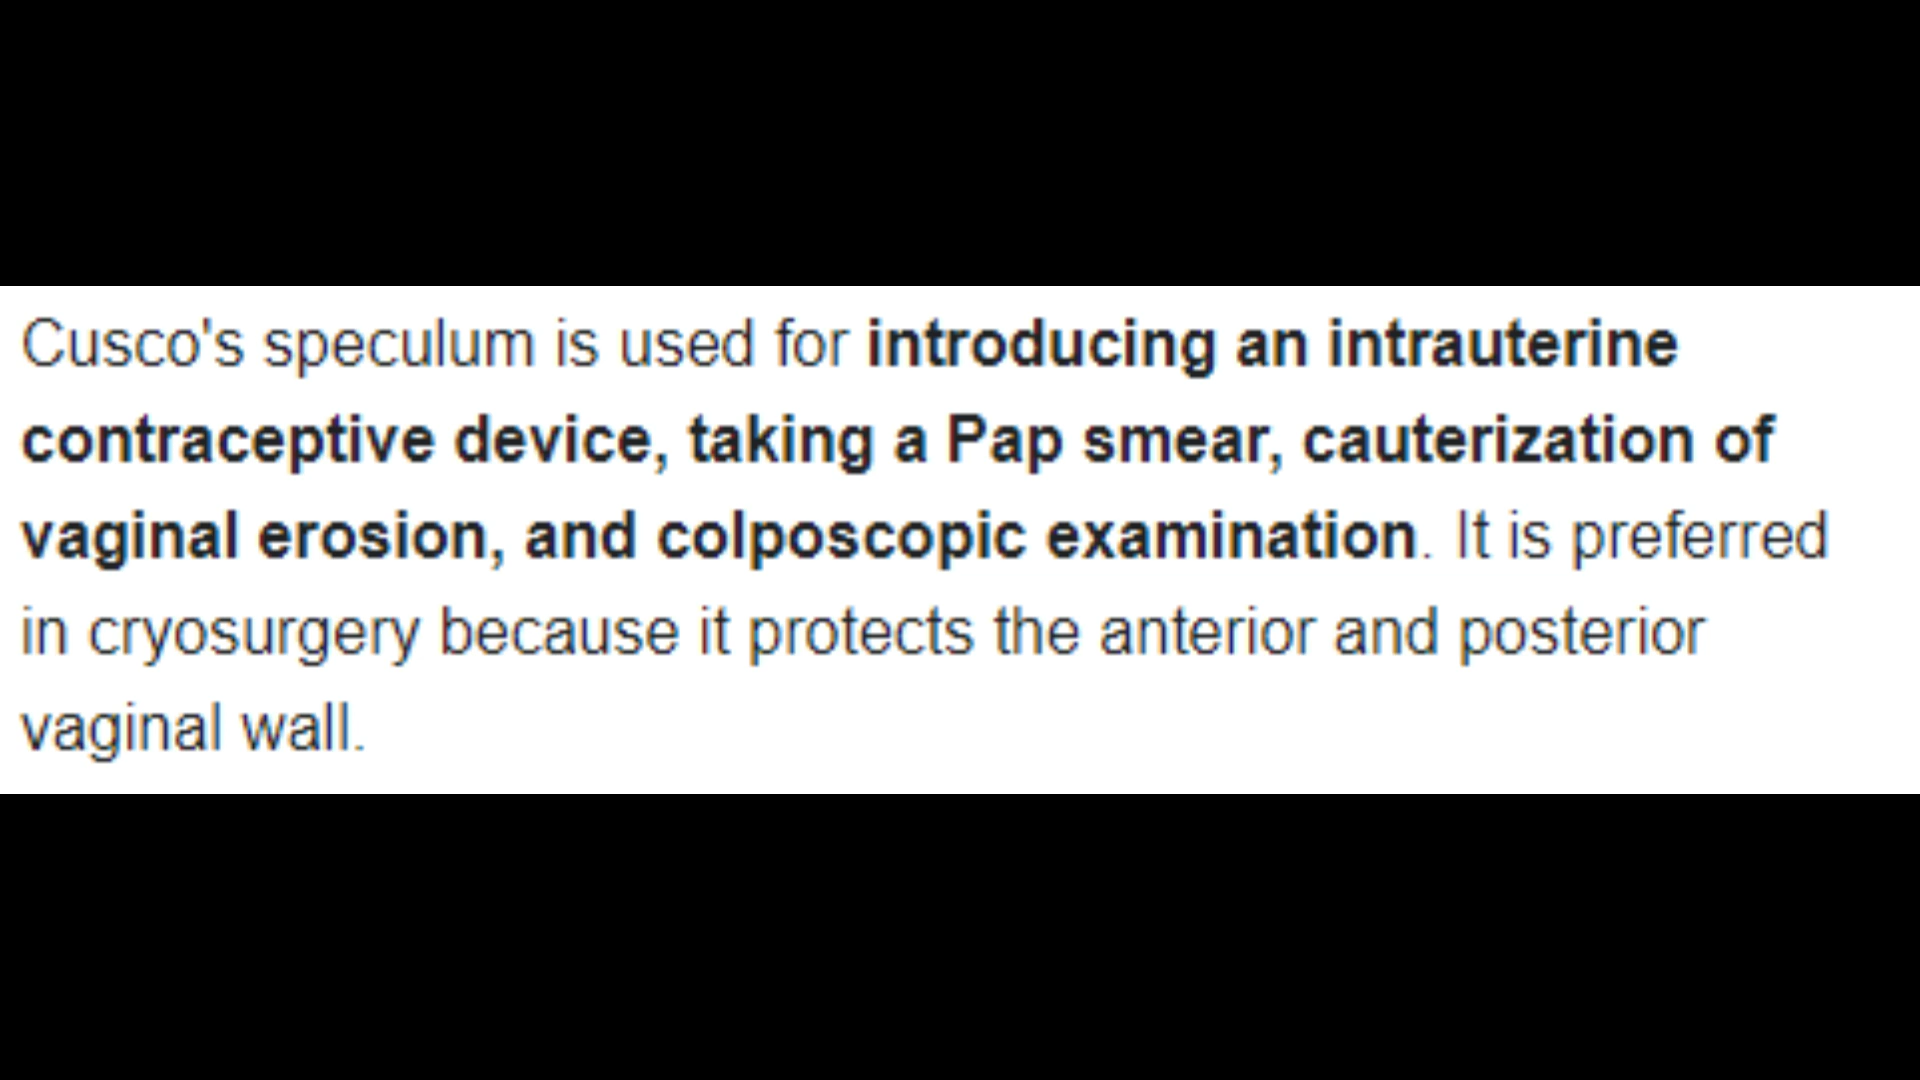 Cusco's speculum is used for introducing an intrauterine
contraceptive device, taking a Pap smear, cauterization of
vaginal erosion, and colposcopic examination. It is preferred
in cryosurgery because it protects the anterior and posterior
vaginal wall.